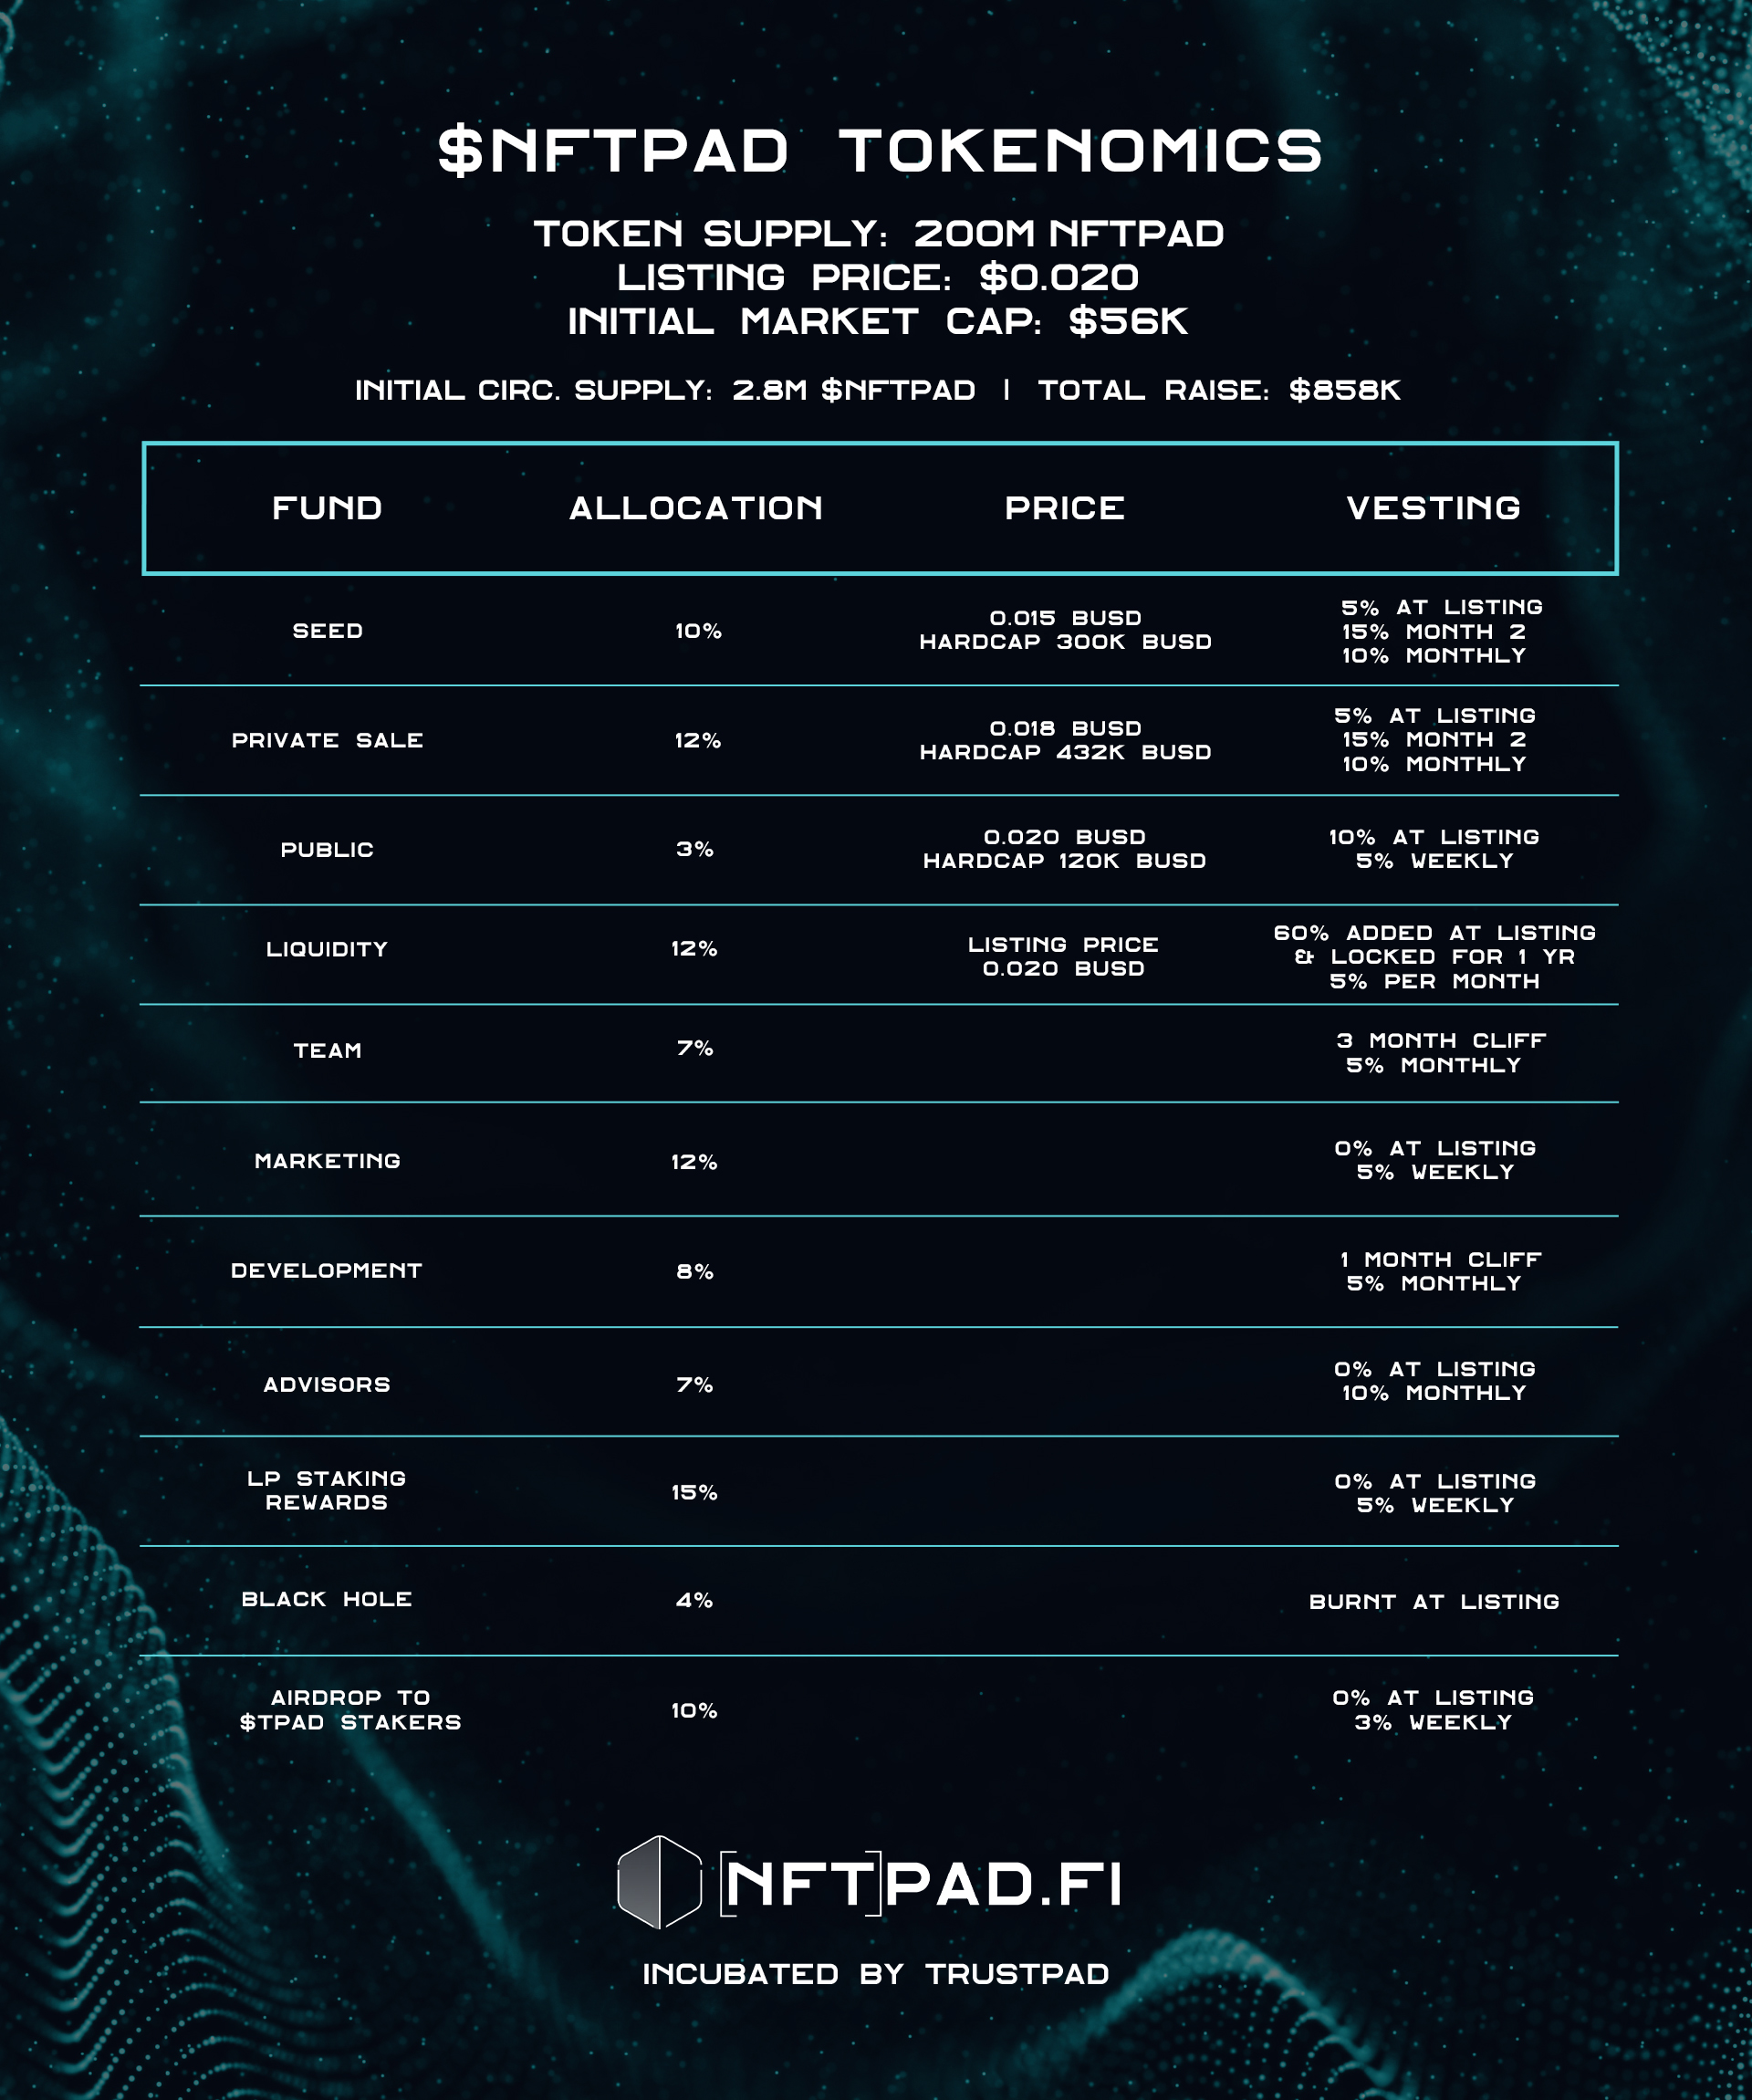 $NFTPAD TOKENOMICS
TOKEN SUPPLY: 200M NFTPAD
LISTING PRICE: $0.020
INITIAL MARKET CAP: $56K
INITIAL CIRC. SUPPLY: 2.8M $NFTPAD | TOTAL RAISE: $858K
FUND ALLOCATION PRICE VESTING
SEED
10%
0.015 BUSD
HARDCAP 300K BUSD
5% AT LISTING
15% MONTH 2
10% MONTHLY
PRIVATE SALE
12%
0.018 BUSD
HARDCAP 432K BUSD
5% AT LISTING
15% MONTH 2
10% MONTHLY
PUBLIC
3%
0.020 BUSD
HARDCAP 120K BUSD
10% AT LISTING
5% WEEKLY
LIQUIDITY
12%
LISTING PRICE
0.020 BUSD
60% ADDED AT LISTING
& LOCKED FOR 1 YR
5% PER MONTH
TEAM
7%
3 MONTH CLIFF
5% MONTHLY
MARKETING
12%
0% AT LISTING
5% WEEKLY
DEVELOPMENT
8%
1 MONTH CLIFF
5% MONTHLY
ADVISORS
7%
0% AT LISTING
10% MONTHLY
LP STAKING
REWARDS
15%
0% AT LISTING
5% WEEKLY
BLACK HOLE
4%
BURNT AT LISTING
AIRDROP TO
$TPAD STAKERS
10%
0% AT LISTING
3% WEEKLY
[NFT]PAD.FI
INCUBATED BY TRUSTPAD